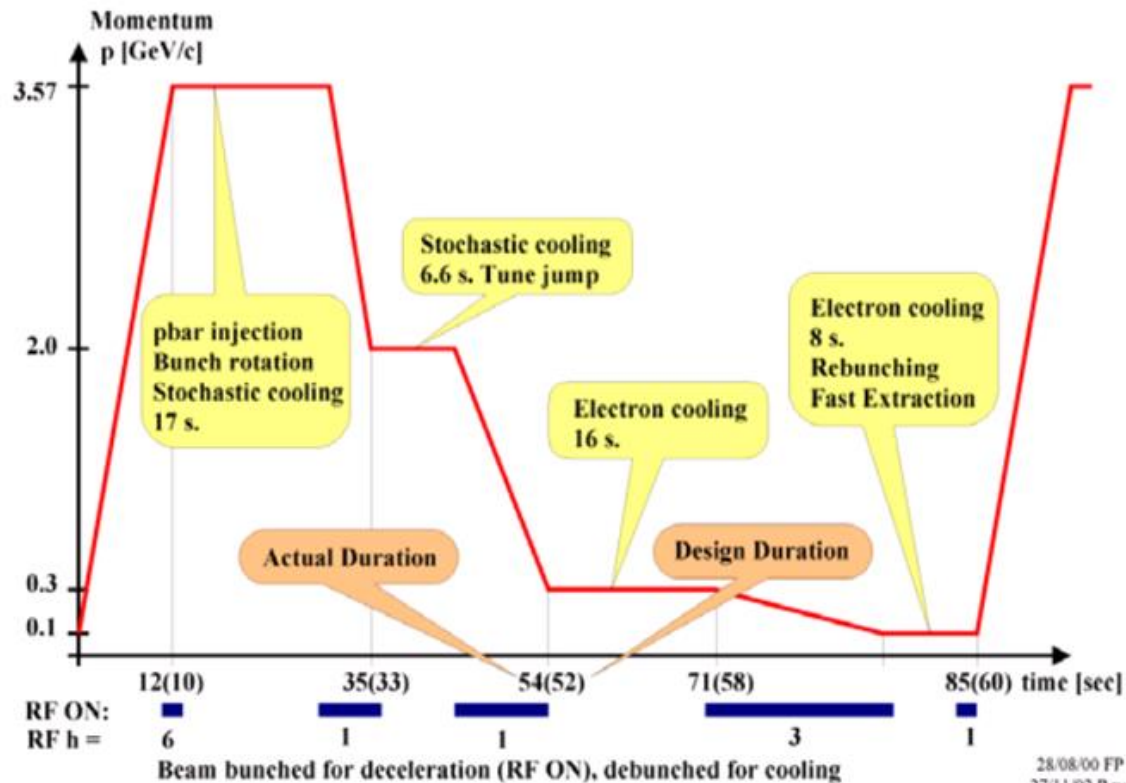 Momentum
p [GeV/c]
3.57
Stochastic cooling
6.6 s. Tune jump
pbar injection
Bunch rotation
Stochastic cooling
17 s.
Electron cooling
8 s.
Rebunching
Fast Extraction
2.0
Electron cooling
16 s.
Actual Duration
Design Duration
0.3
0.1
12(10) 35(33) 54(52) 71(58) 85(60) time [sec]
RF ON:
RF h = 6 1 1 3 1
Beam bunched for deceleration (RF ON), debunched for cooling
28/08/00 FP